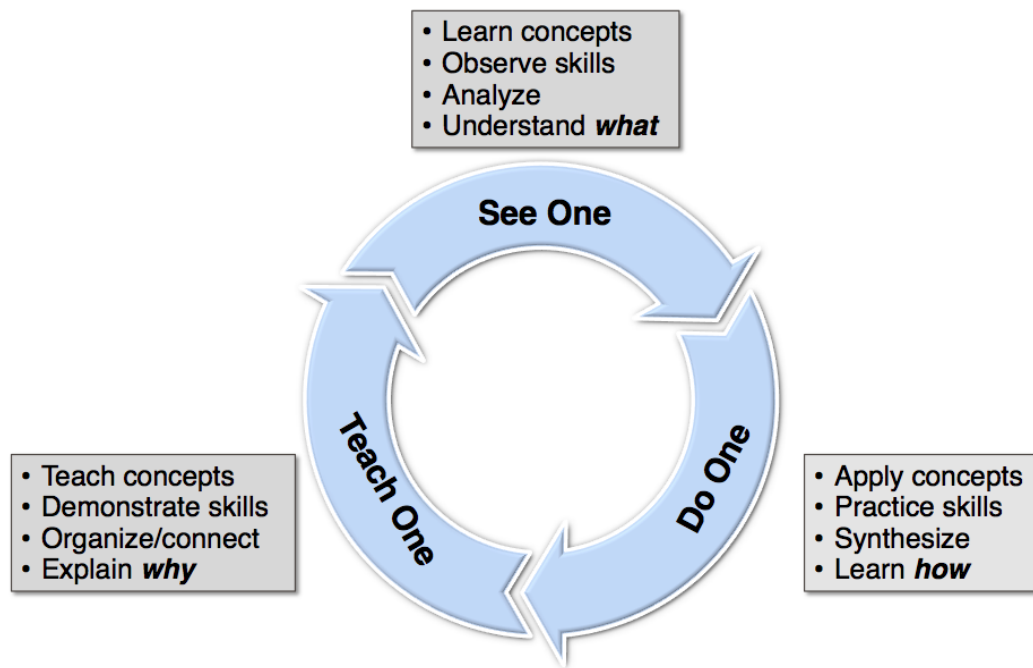 • Learn concepts
• Observe skills
• Analyze
• Understand what
See One
Teach One
Do One
• Teach concepts
• Demonstrate skills
• Organize/connect
• Explain why
• Apply concepts
• Practice skills
• Synthesize
• Learn how